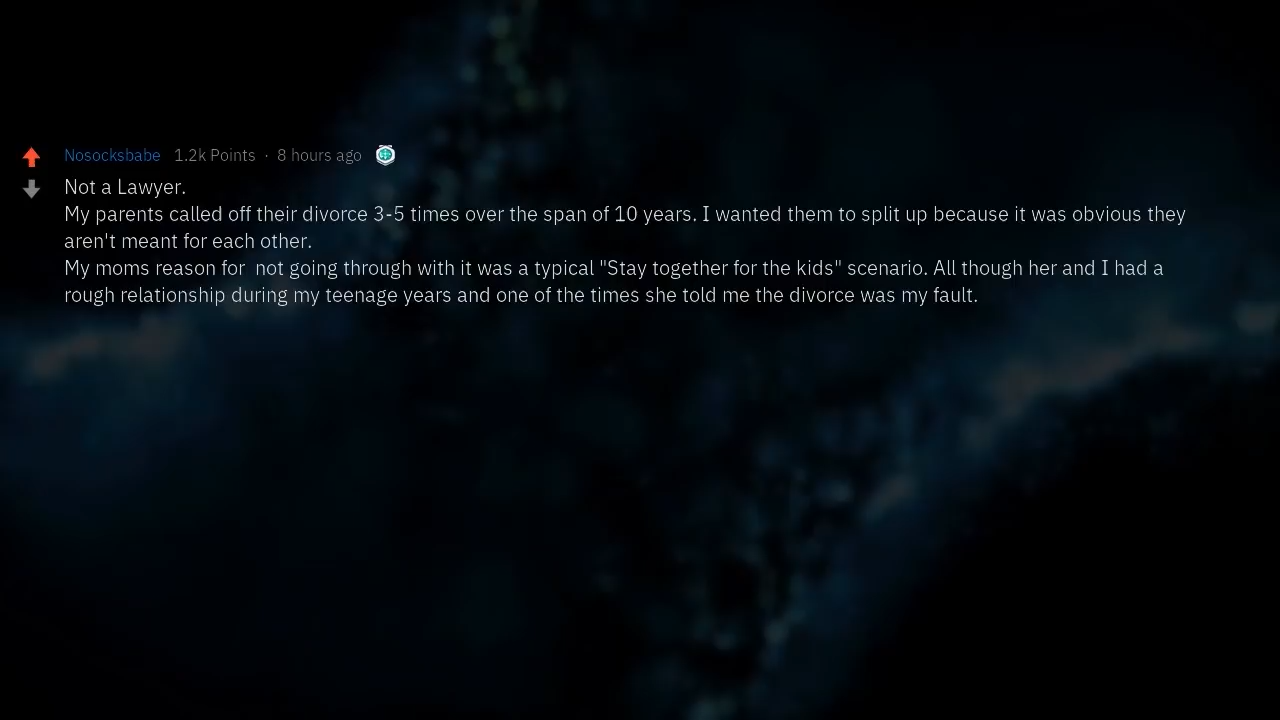 Nosocksbabe 1.2k Points · 8 hours ago
Not a Lawyer.
My parents called off their divorce 3-5 times over the span of 10 years. I wanted them to split up because it was obvious they
aren't meant for each other.
My moms reason for  not going through with it was a typical "Stay together for the kids" scenario. All though her and I had a
rough relationship during my teenage years and one of the times she told me the divorce was my fault.